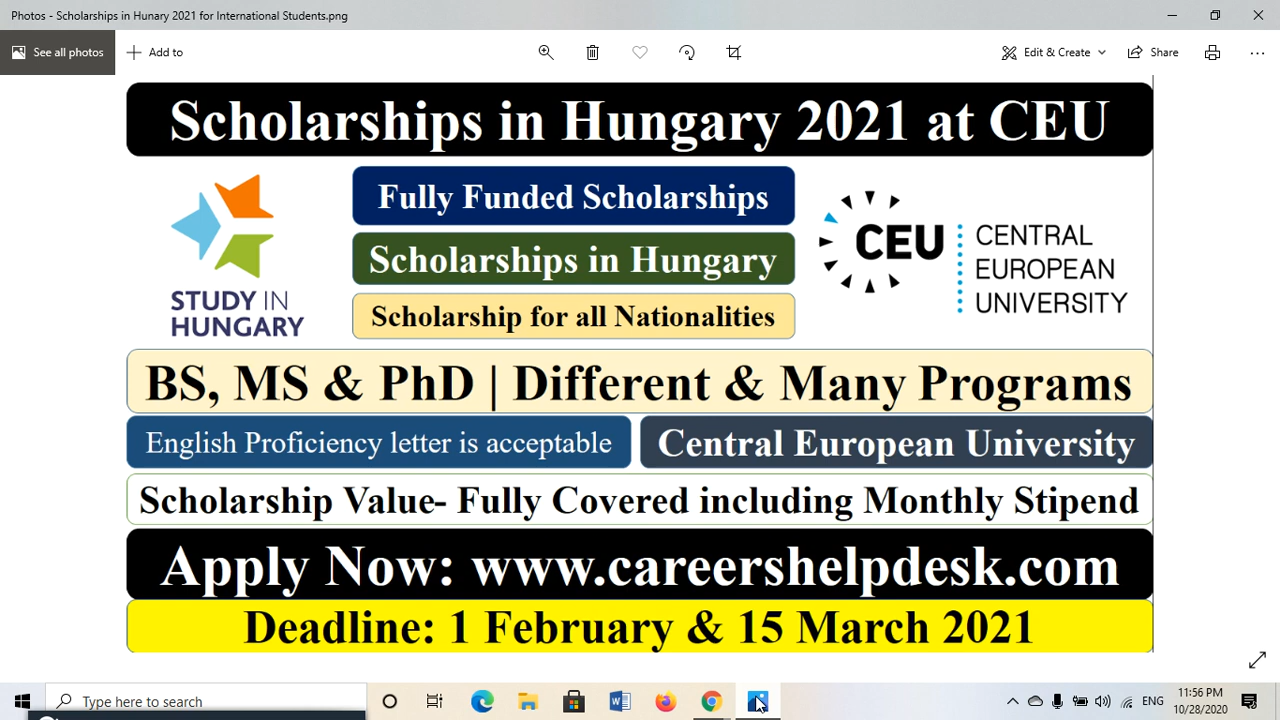 Photos - Scholarships in Hunary 2021 for International Students.png
See all photos
Add to
Edit & Create
Share
Scholarships in Hungary 2021 at CEU
STUDY IN
HUNGARY
Fully Funded Scholarships
Scholarships in Hungary
Scholarship for all Nationalities
CEU
CENTRAL
EUROPEAN
UNIVERSITY
BS, MS & PhD | Different & Many Programs
English Proficiency letter is acceptable
Central European University
Scholarship Value- Fully Covered including Monthly Stipend
Apply Now: www.careershelpdesk.com
Deadline: 1 February & 15 March 2021
Type here to search
ENG
11:56 PM
10/28/2020